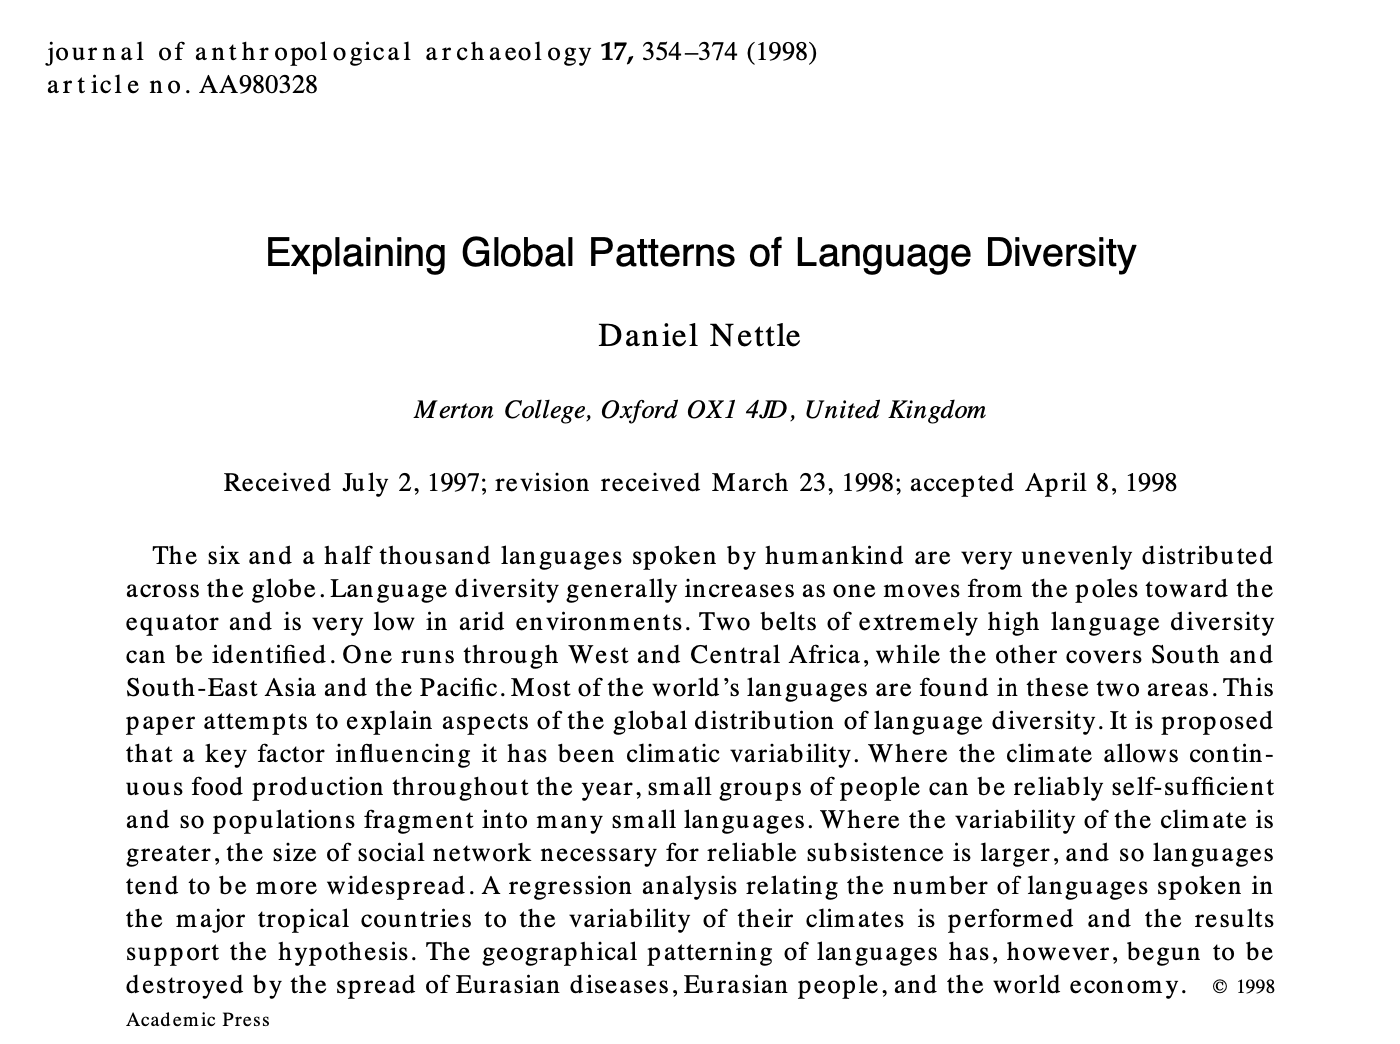 journal of anthropological archaeology 17, 354–374 (1998)
article no. AA980328
Explaining Global Patterns of Language Diversity
Daniel Nettle
Merton College, Oxford OX1 4JD, United Kingdom
Received July 2, 1997; revision received March 23, 1998; accepted April 8, 1998
The six and a half thousand languages spoken by humankind are very unevenly distributed
across the globe. Language diversity generally increases as one moves from the poles toward the
equator and is very low in arid environments. Two belts of extremely high language diversity
can be identified. One runs through West and Central Africa, while the other covers South and
South-East Asia and the Pacific. Most of the world's languages are found in these two areas. This
paper attempts to explain aspects of the global distribution of language diversity. It is proposed
that a key factor influencing it has been climatic variability. Where the climate allows contin-
uous food production throughout the year, small groups of people can be reliably self-sufficient
and so populations fragment into many small languages. Where the variability of the climate is
greater, the size of social network necessary for reliable subsistence is larger, and so languages
tend to be more widespread. A regression analysis relating the number of languages spoken in
the major tropical countries to the variability of their climates is performed and the results
support the hypothesis. The geographical patterning of languages has, however, begun to be
destroyed by the spread of Eurasian diseases, Eurasian people, and the world economy. © 1998
Academic Press